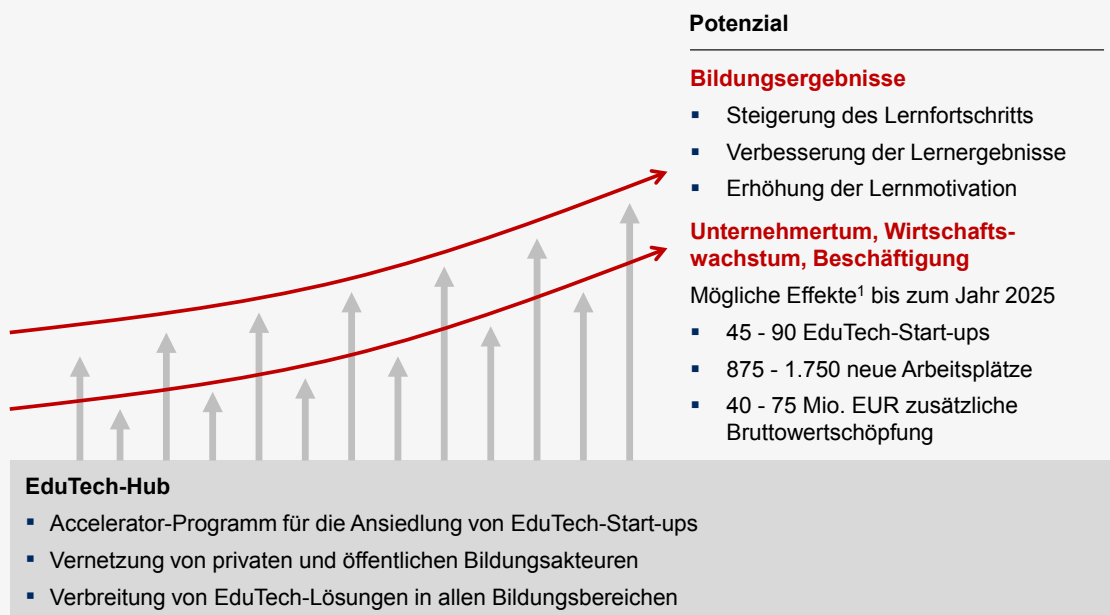 Potenzial
Bildungsergebnisse
▪ Steigerung des Lernfortschritts
▪ Verbesserung der Lernergebnisse
▪ Erhöhung der Lernmotivation
Unternehmertum, Wirtschafts-
wachstum, Beschäftigung
Mögliche Effekte¹ bis zum Jahr 2025
▪ 45 - 90 EduTech-Start-ups
▪ 875 - 1.750 neue Arbeitsplätze
▪ 40 - 75 Mio. EUR zusätzliche
Bruttowertschöpfung
EduTech-Hub
▪ Accelerator-Programm für die Ansiedlung von EduTech-Start-ups
▪ Vernetzung von privaten und öffentlichen Bildungsakteuren
▪ Verbreitung von EduTech-Lösungen in allen Bildungsbereichen